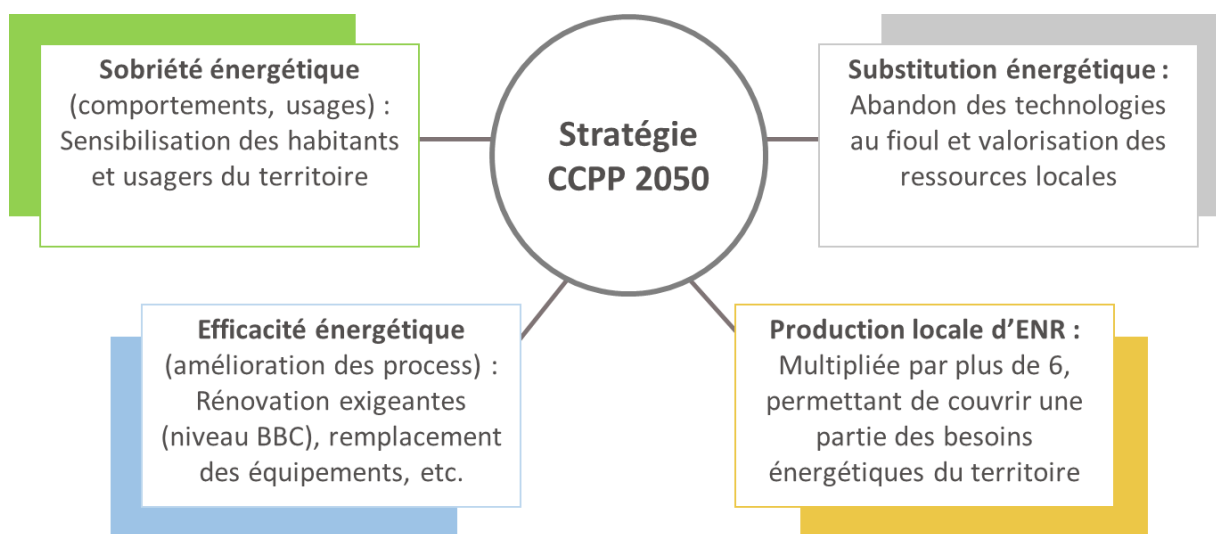 Sobriété énergétique
(comportements, usages) :
Sensibilisation des habitants
et usagers du territoire
Stratégie
CCPP 2050
Substitution énergétique :
Abandon des technologies
au fioul et valorisation des
ressources locales
Efficacité énergétique
(amélioration des process) :
Rénovation exigeantes
(niveau BBC), remplacement
des équipements, etc.
Production locale d’ENR :
Multipliée par plus de 6,
permettant de couvrir une
partie des besoins
énergétiques du territoire